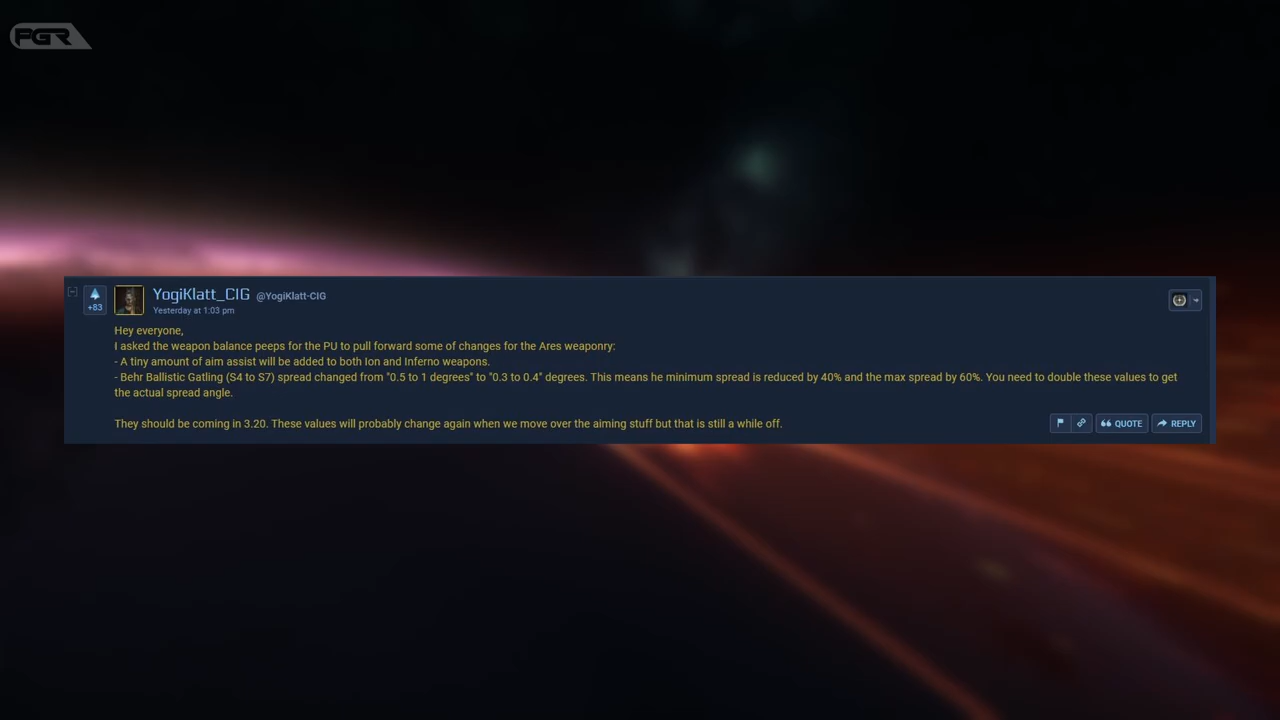 FGR
[-]
+83
YogiKlatt_CIG @YogiKlatt-CIG
Yesterday at 1:03 pm
Hey everyone,
I asked the weapon balance peeps for the PU to pull forward some of changes for the Ares weaponry:
- A tiny amount of aim assist will be added to both Ion and Inferno weapons.
- Behr Ballistic Gatling (S4 to S7) spread changed from "0.5 to 1 degrees" to "0.3 to 0.4" degrees. This means he minimum spread is reduced by 40% and the max spread by 60%. You need to double these values to get
the actual spread angle.
They should be coming in 3.20. These values will probably change again when we move over the aiming stuff but that is still a while off.
QUOTE REPLY